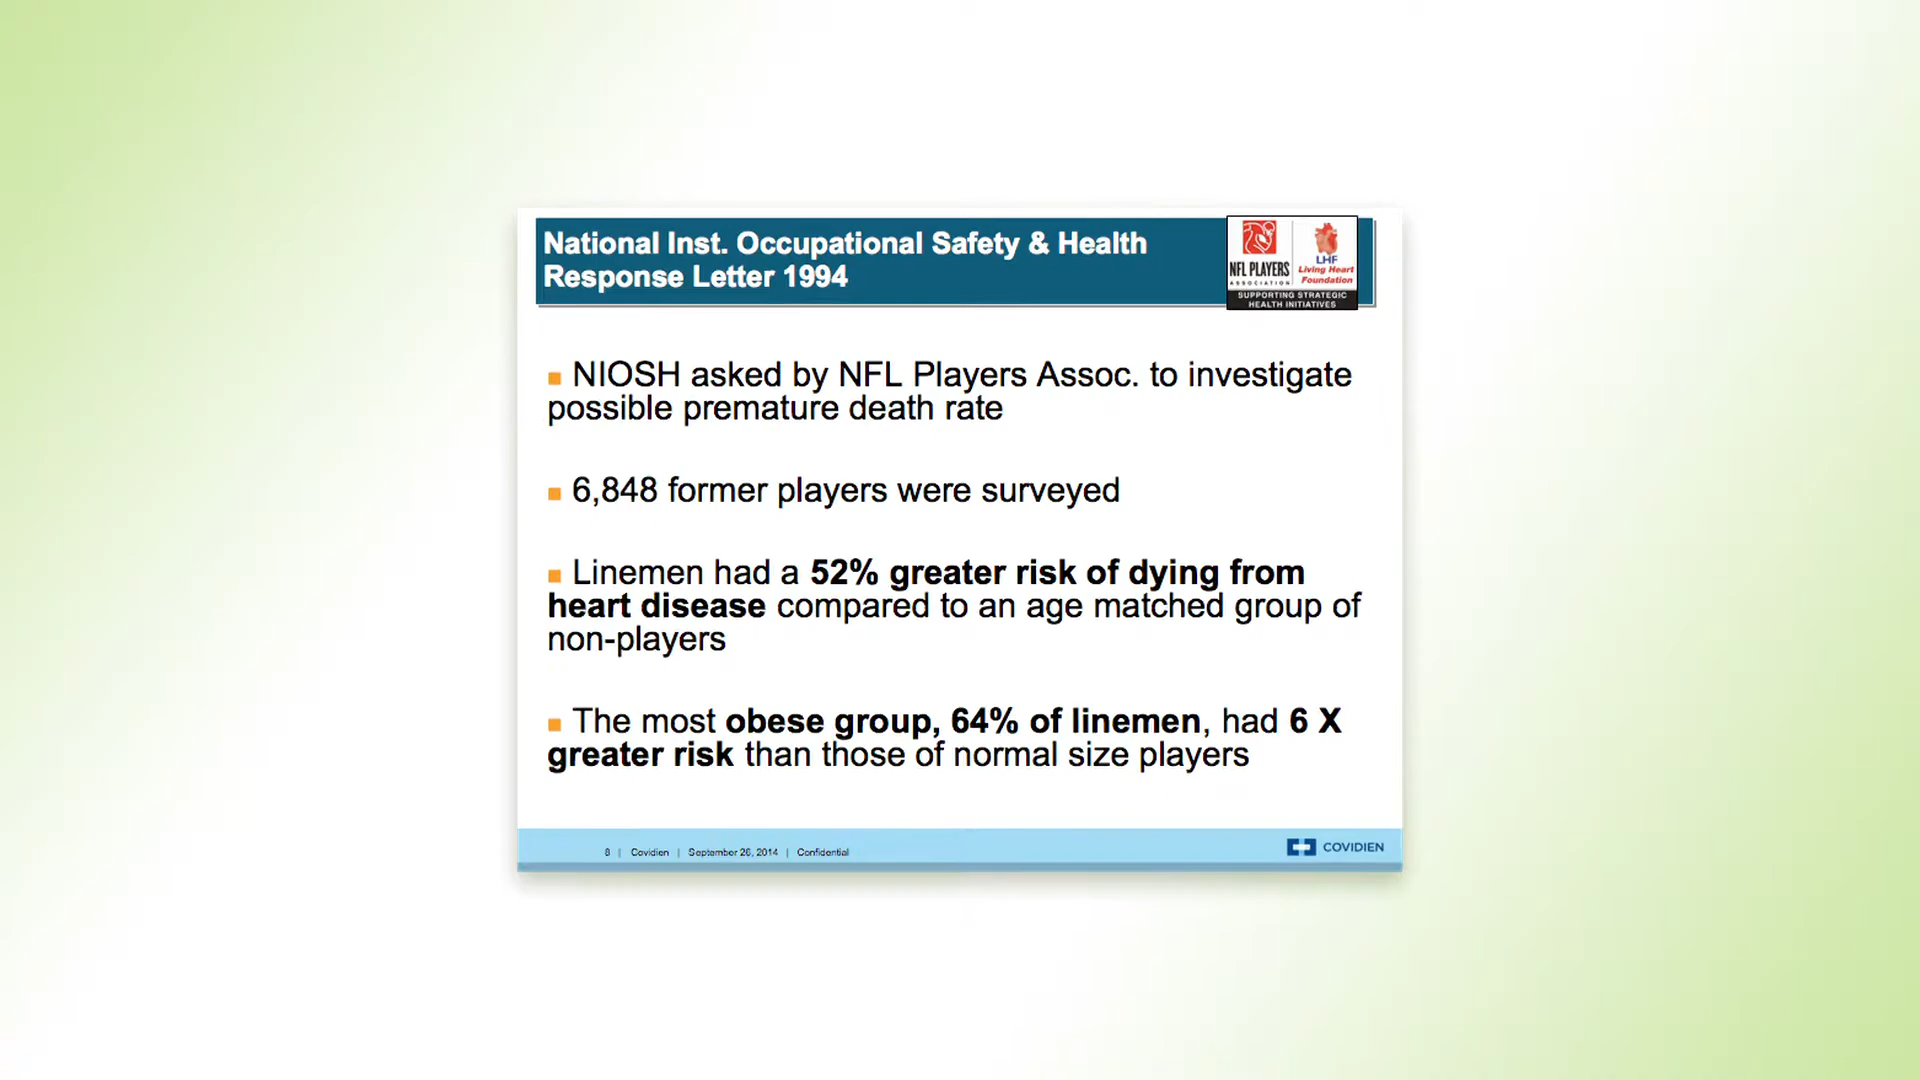 National Inst. Occupational Safety & Health
Response Letter 1994
NFL PLAYERS
ASSOCIATION
LHF
Living Heart
Foundation
SUPPORTING STRATEGIC
HEALTH INITIATIVES
NIOSH asked by NFL Players Assoc. to investigate
possible premature death rate
6,848 former players were surveyed
Linemen had a 52% greater risk of dying from
heart disease compared to an age matched group of
non-players
The most obese group, 64% of linemen, had 6 X
greater risk than those of normal size players
8 | Covidien | September 26, 2014 | Confidential
COVIDIEN